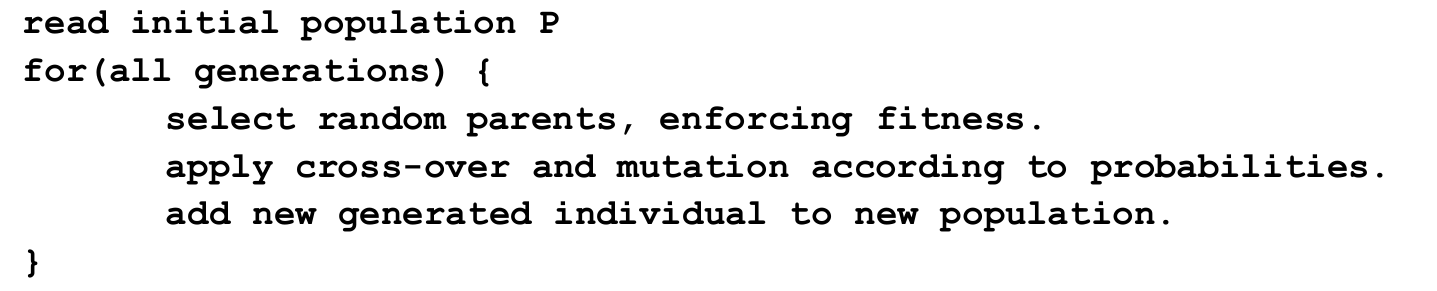 read initial population P
for(all generations) {
select random parents, enforcing fitness.
apply cross-over and mutation according to probabilities.
add new generated individual to new population.
}